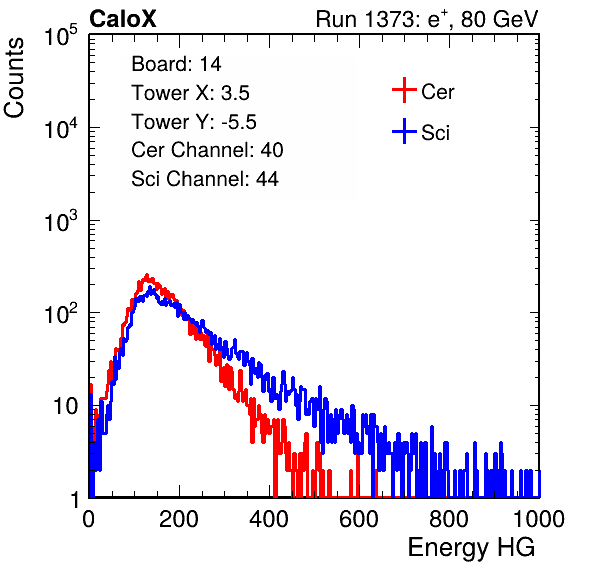 CaloX
Run 1373: e⁺, 80 GeV
Counts
10⁵
10⁴
10³
10²
10
1
Board: 14
Tower X: 3.5
Tower Y: -5.5
Cer Channel: 40
Sci Channel: 44
Cer
Sci
0 200 400 600 800 1000
Energy HG